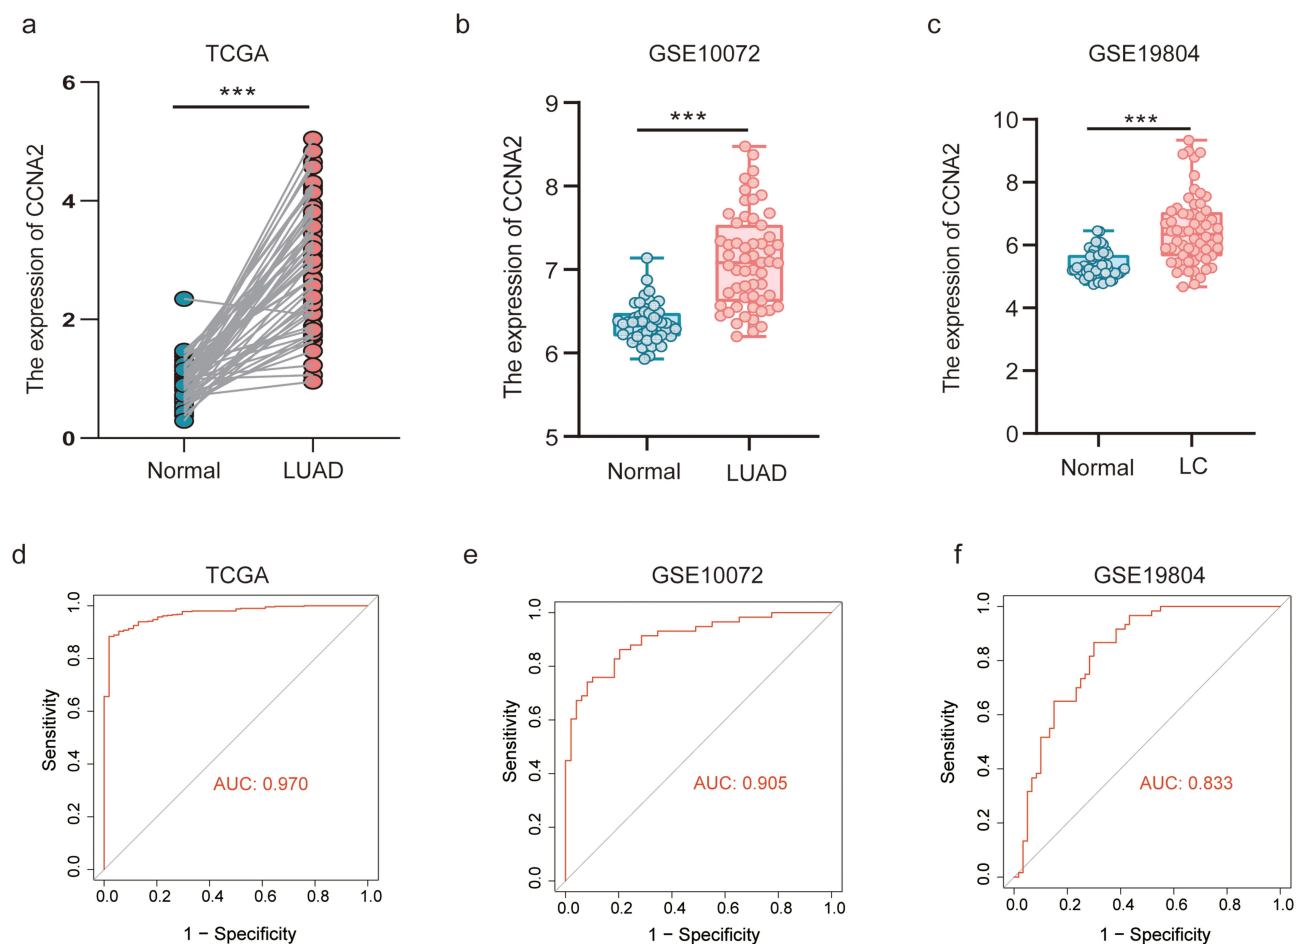 a
TCGA
***
The expression of CCNA2
6
4
2
0
Normal LUAD
b
GSE10072
***
The expression of CCNA2
9
8
7
6
5
Normal LUAD
c
GSE19804
***
The expression of CCNA2
10
8
6
4
2
0
Normal LC
d
TCGA
Sensitivity
1.0
0.8
0.6
0.4
0.2
0.0
AUC: 0.970
0.0 0.2 0.4 0.6 0.8 1.0
1 − Specificity
e
GSE10072
Sensitivity
1.0
0.8
0.6
0.4
0.2
0.0
AUC: 0.905
0.0 0.2 0.4 0.6 0.8 1.0
1 − Specificity
f
GSE19804
Sensitivity
1.0
0.8
0.6
0.4
0.2
0.0
AUC: 0.833
0.0 0.2 0.4 0.6 0.8 1.0
1 − Specificity